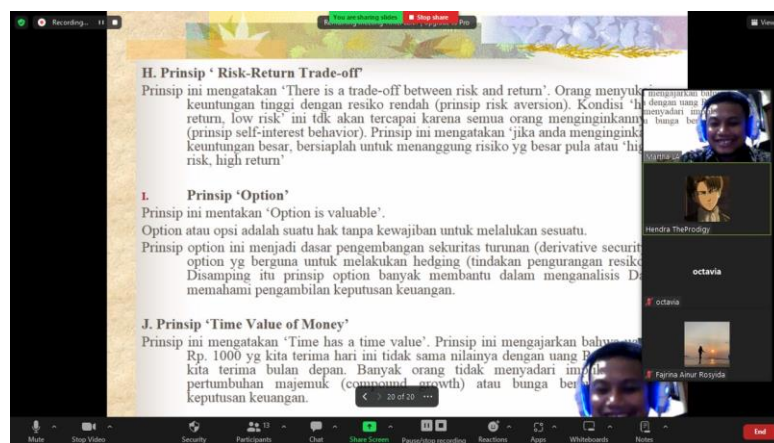 Recording...
You are sharing slides
Stop share
View
H. Prinsip ‘ Risk-Return Trade-off’
Prinsip ini mengatakan ‘There is a trade-off between risk and return’. Orang menyuk
keuntungan tinggi dengan resiko rendah (prinsip risk aversion). Kondisi ‘h
return, low risk’ ini tdk akan tercapai karena semua orang menginginkanny
(prinsip self-interest behavior). Prinsip ini mengatakan ‘jika anda menginginka
keuntungan besar, bersiaplah untuk menanggung risiko yg besar pula atau ‘hig
risk, high return’
I. Prinsip ‘Option’
Prinsip ini mentakan ‘Option is valuable’.
Option atau opsi adalah suatu hak tanpa kewajiban untuk melalukan sesuatu.
Prinsip option ini menjadi dasar pengembangan sekuritas turunan (derivative securit
option yg berguna untuk melakukan hedging (tindakan pengurangan resiko
Disamping itu prinsip option banyak membantu dalam menganalisis Da
memahami pengambilan keputusan keuangan.
J. Prinsip ‘Time Value of Money’
Prinsip ini mengatakan ‘Time has a time value’. Prinsip ini mengajarkan bahwa
Rp. 1000 yg kita terima hari ini tidak sama nilainya dengan uang
kita terima bulan depan. Banyak orang tidak menyadari
pertumbuhan majemuk (compound growth) atau bunga
keputusan keuangan.
20 of 20
mengajarkan
dengan uang
menyadari
bunga
Hendra TheProdigy
octavia
octavia
Fajrina Ainur Rosyida
Mute
Stop Video
Security
Participants
13
Chat
Share Screen
Pause/stop recording
Reactions
Apps
Whiteboards
Notes
End